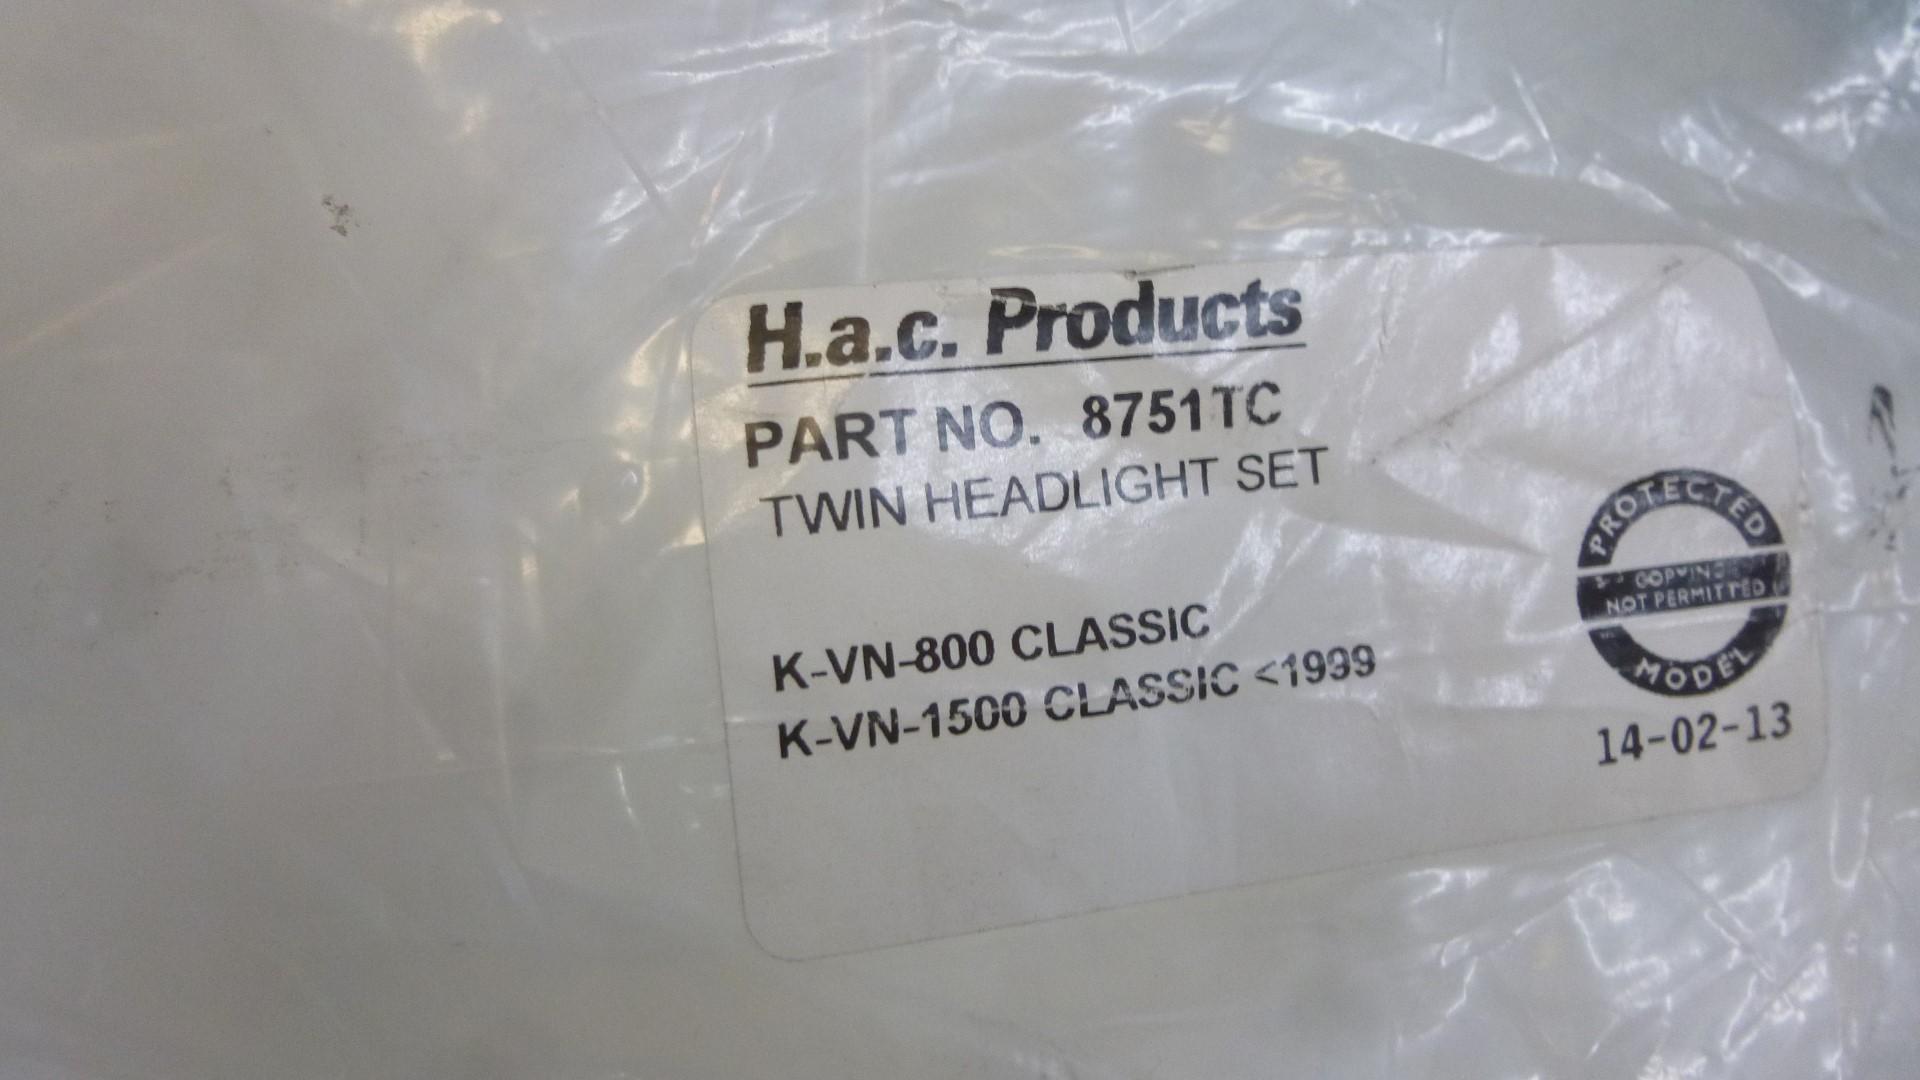 H.a.c. Products
PART NO. 8751TC
TWIN HEADLIGHT SET
K-VN-800 CLASSIC
K-VN-1500 CLASSIC <1999
PROTECTED
COPYING
NOT PERMITTED
MODEL
14-02-13